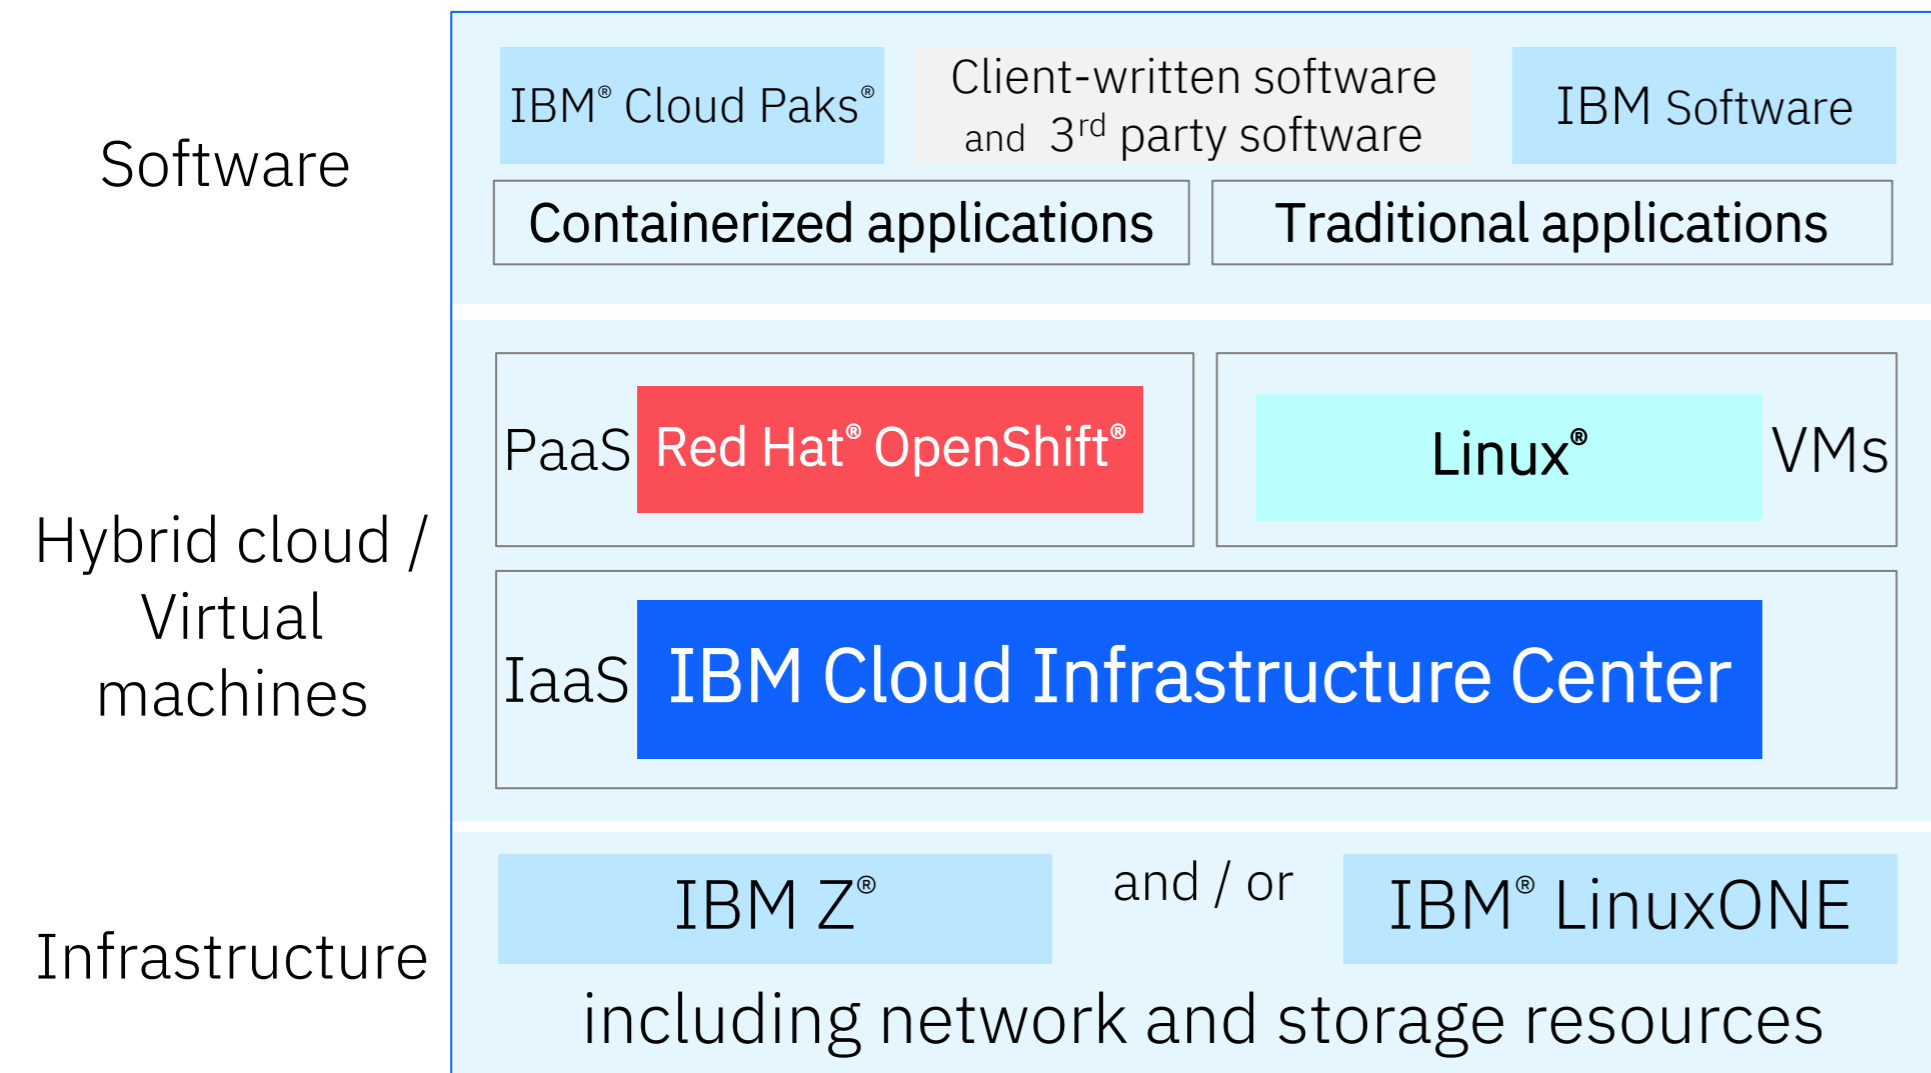 Software
IBM® Cloud Paks®
Client-written software
and 3rd party software
IBM Software
Containerized applications
Traditional applications
Hybrid cloud /
Virtual
machines
PaaS
Red Hat® OpenShift®
Linux®
VMs
IaaS
IBM Cloud Infrastructure Center
Infrastructure
IBM Z®
and / or
IBM® LinuxONE
including network and storage resources